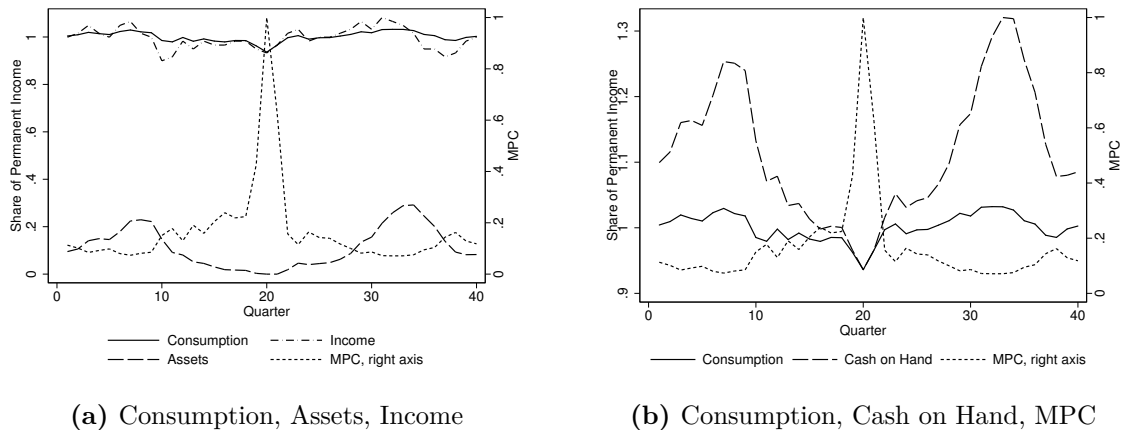 Share of Permanent Income
0 .2 .4 .6 .8 1
0 .2 .4 .6 .8 1
MPC
0 10 20 30 40
Quarter
Consumption Income
Assets MPC, right axis
(a) Consumption, Assets, Income
Share of Permanent Income
.9 1 1.1 1.2 1.3
0 .2 .4 .6 .8 1
MPC
0 10 20 30 40
Quarter
Consumption Cash on Hand MPC, right axis
(b) Consumption, Cash on Hand, MPC